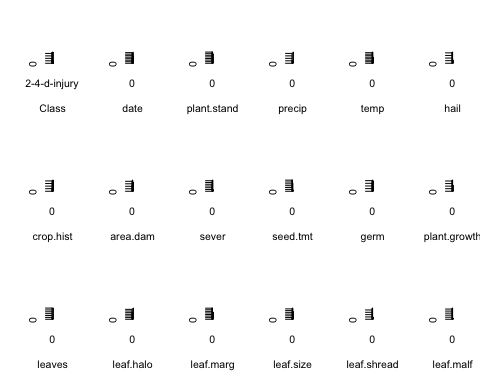 2-4-d-injury 0 0 0 0 0
Class date plant.stand precip temp hail
0 0 0 0 0 0
crop.hist area.dam sever seed.tmt germ plant.growth
0 0 0 0 0 0
leaves leaf.halo leaf.marg leaf.size leaf.shread leaf.malf